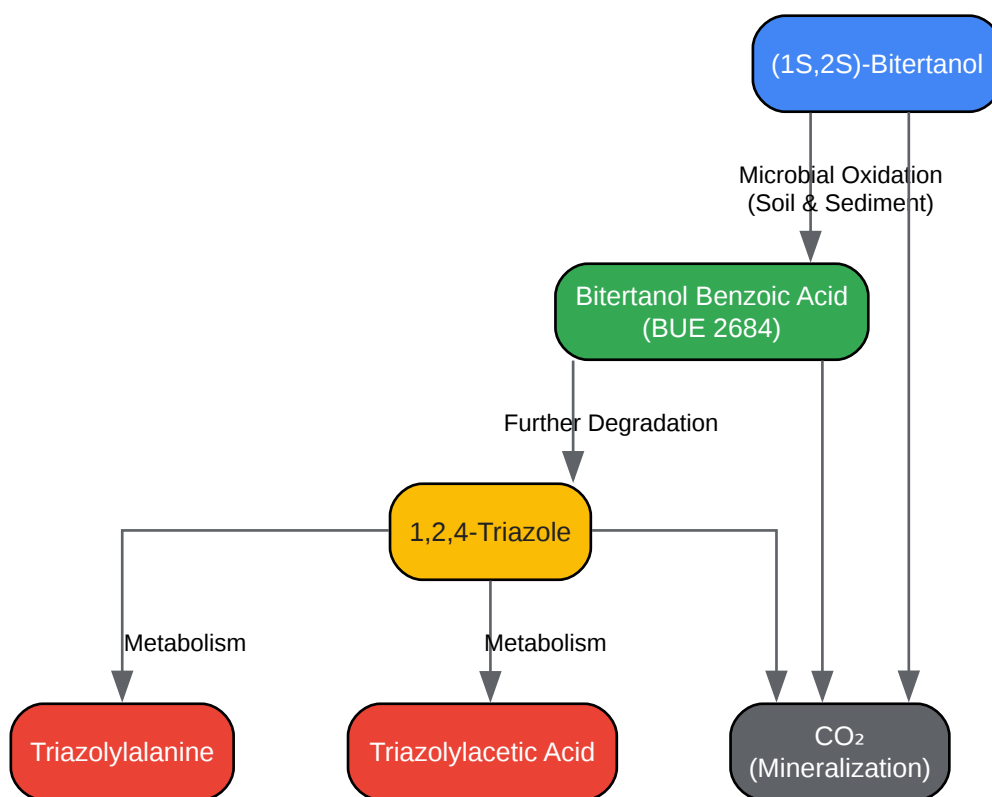 (1S,2S)-Bitertanol
Microbial Oxidation
(Soil & Sediment)
Bitertanol Benzoic Acid
(BUE 2684)
Further Degradation
1,2,4-Triazole
Metabolism
Metabolism
Triazolylalanine
Triazolylacetic Acid
CO₂
(Mineralization)